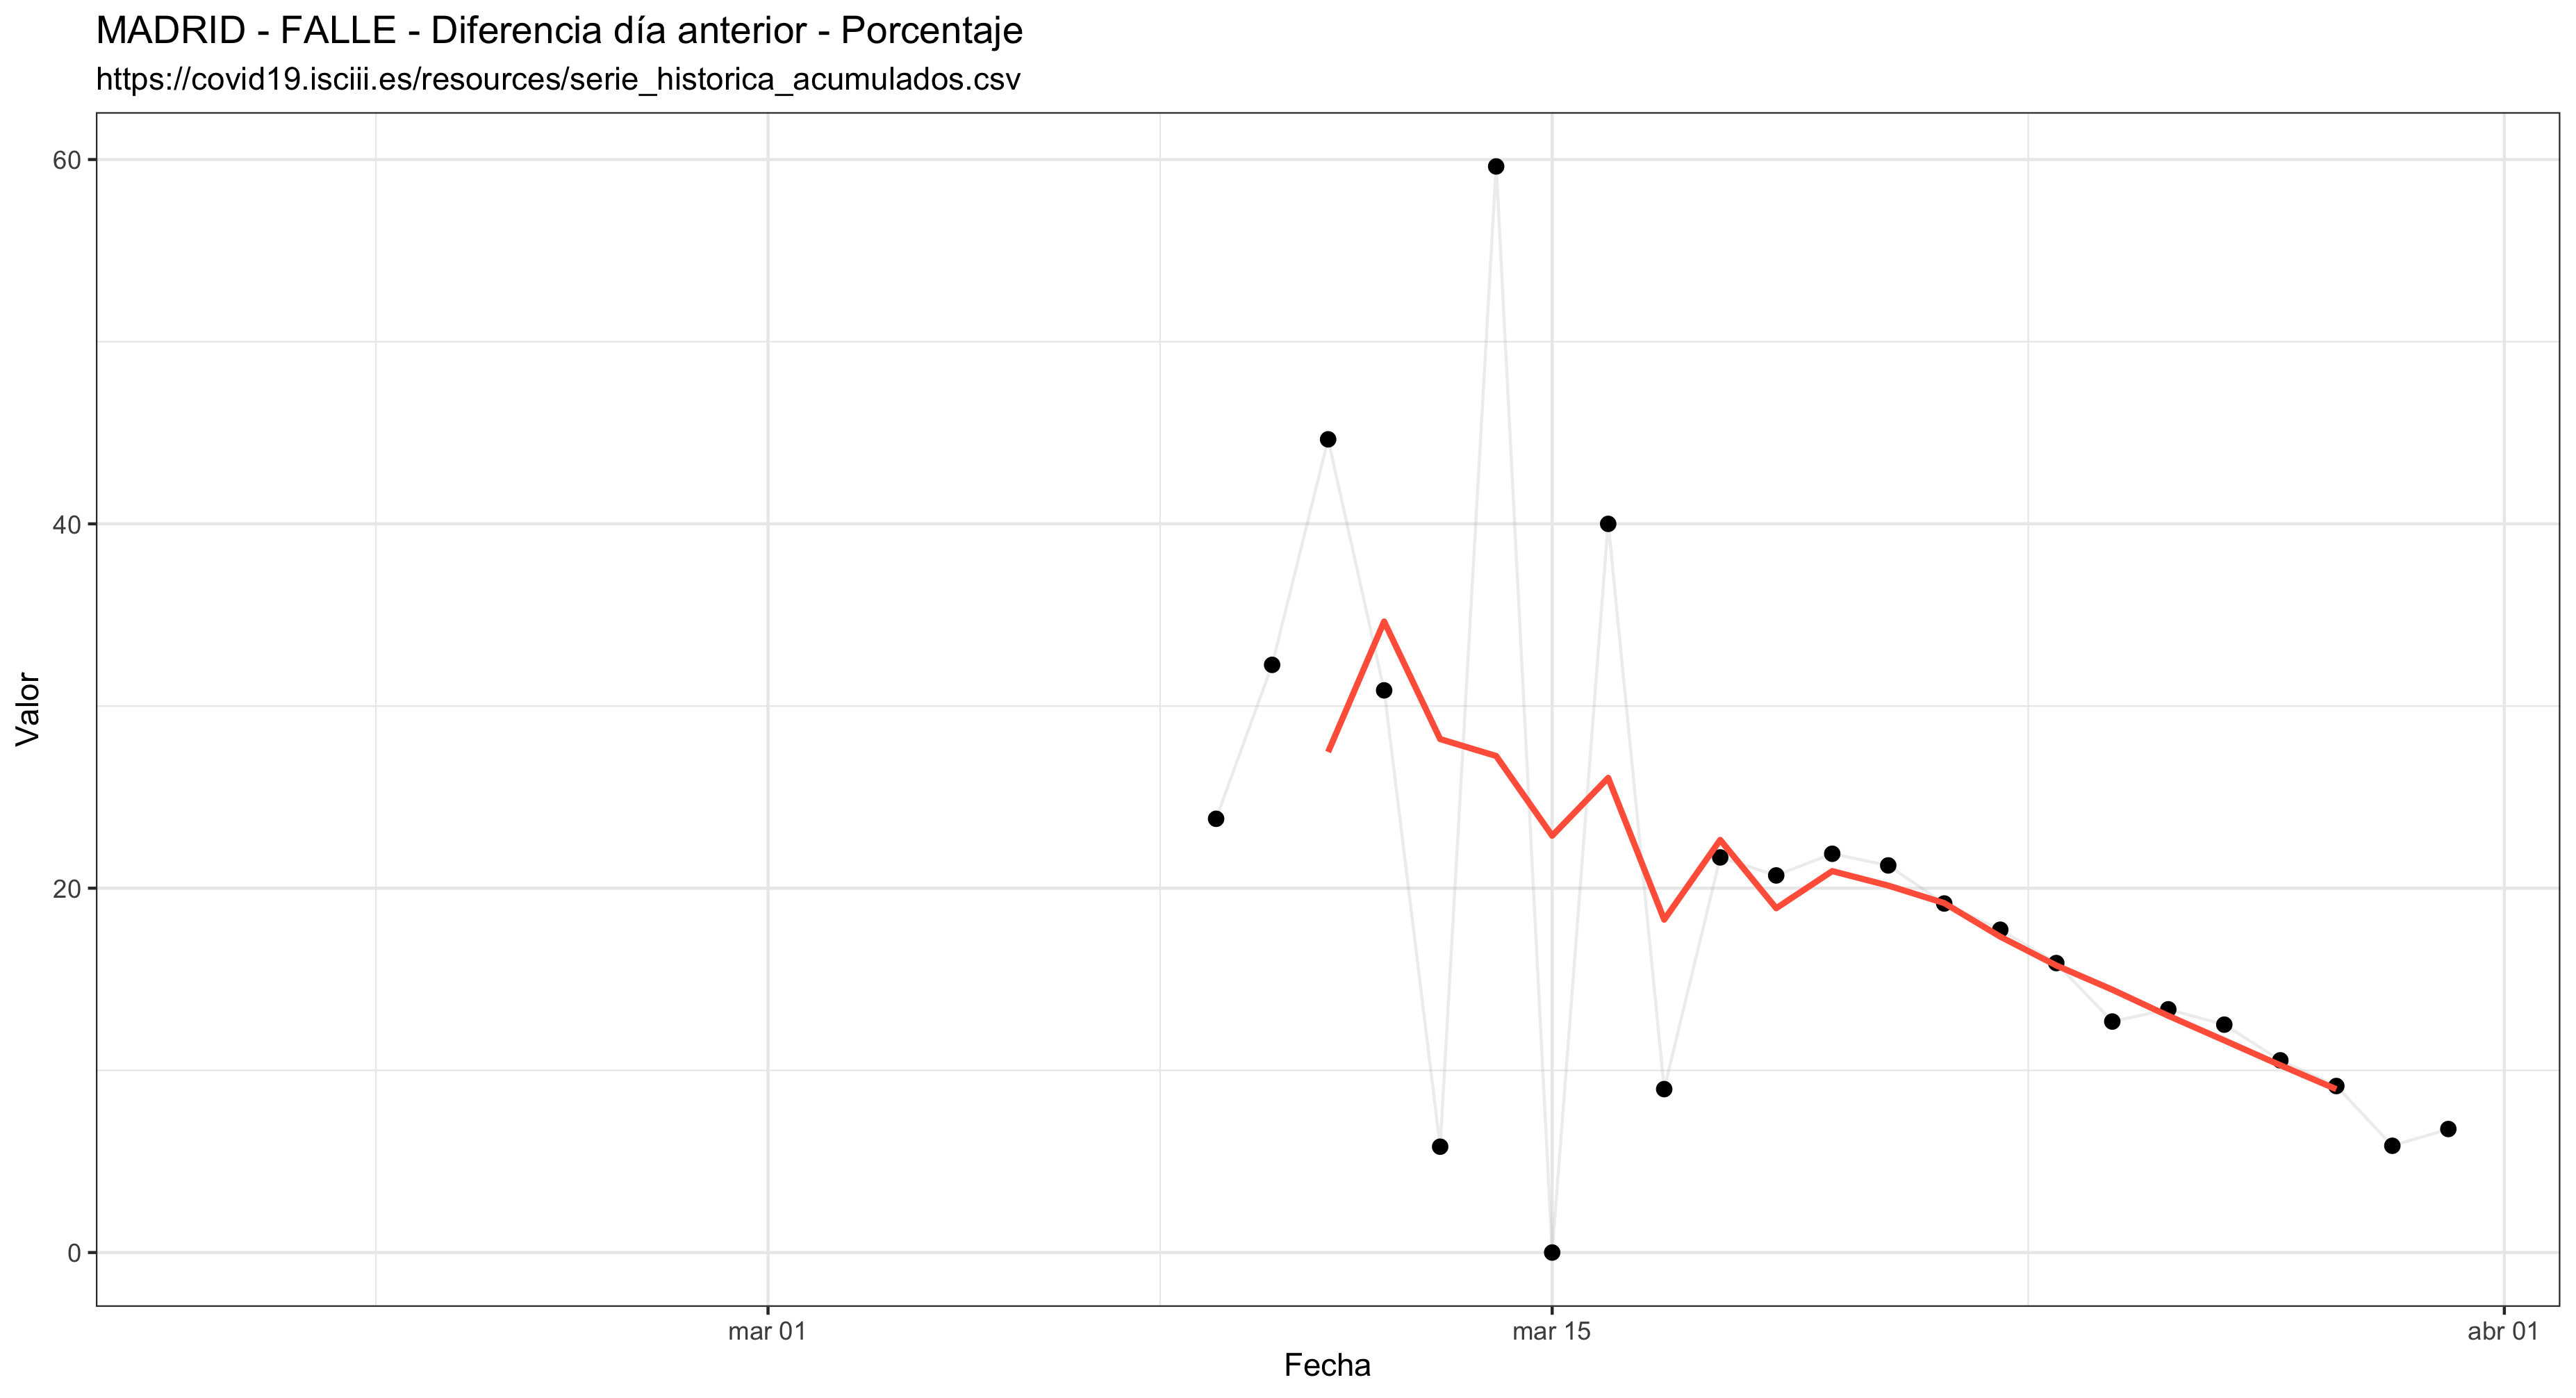 MADRID - FALLE - Diferencia día anterior - Porcentaje
https://covid19.isciii.es/resources/serie_historica_acumulados.csv
60
40
20
0
Valor
mar 01
mar 15
abr 01
Fecha